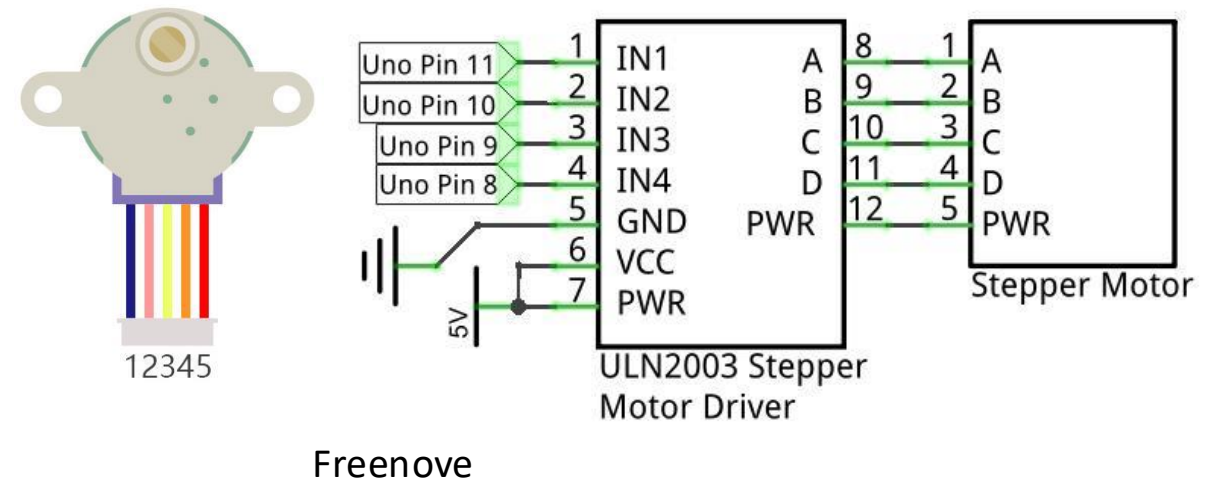 12345
Uno Pin 11
Uno Pin 10
Uno Pin 9
Uno Pin 8
5V
1
2
3
4
5
6
7
IN1
IN2
IN3
IN4
GND
VCC
PWR
A
B
C
D
PWR
8
9
10
11
12
1
2
3
4
5
A
B
C
D
PWR
ULN2003 Stepper
Motor Driver
Stepper Motor
Freenove